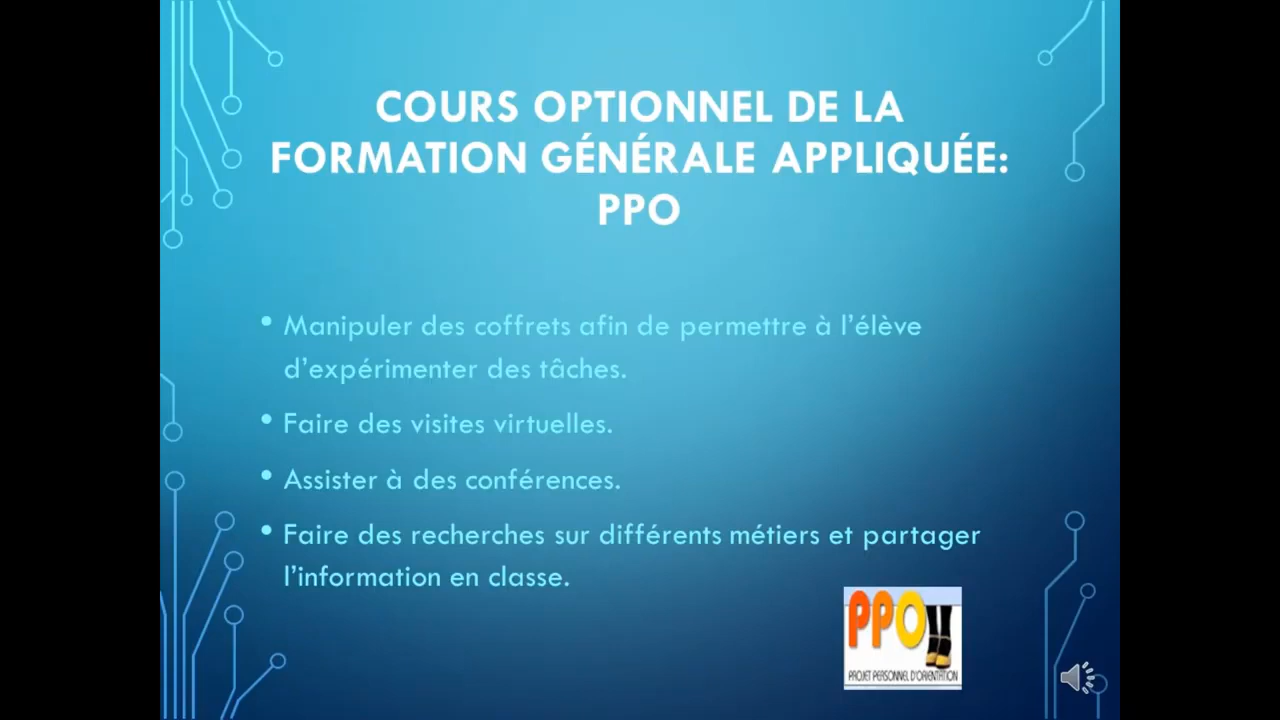 COURS OPTIONNEL DE LA
FORMATION GÉNÉRALE APPLIQUÉE:
PPO
• Manipuler des coffrets afin de permettre à l’élève
d’expérimenter des tâches.
• Faire des visites virtuelles.
• Assister à des conférences.
• Faire des recherches sur différents métiers et partager
l’information en classe.
PPO
PROJET PERSONNEL D'ORIENTATION